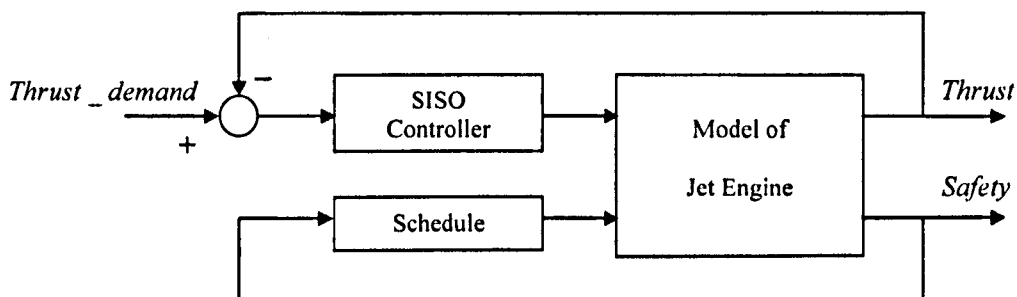 Thrust _ demand
−
+
SISO
Controller
Model of
Jet Engine
Thrust
Safety
Schedule